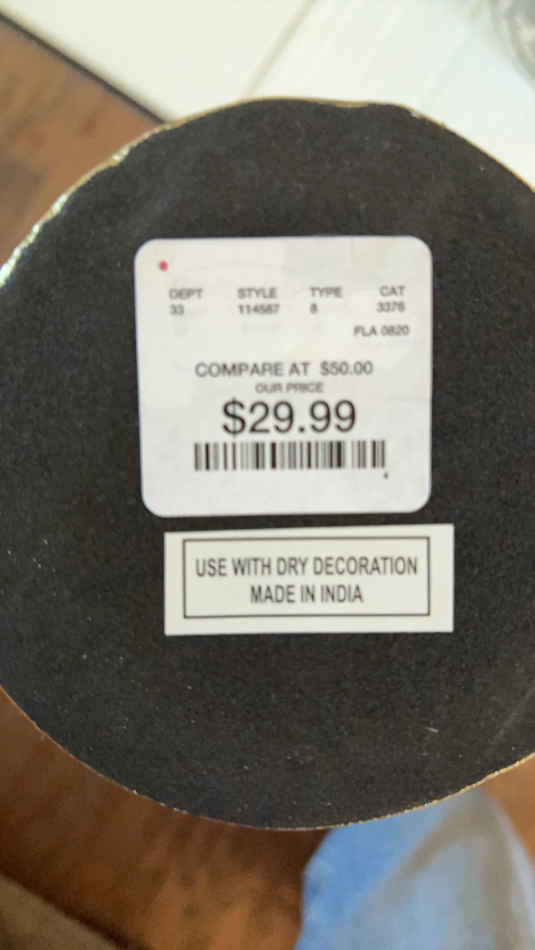 DEPT STYLE TYPE CAT
33 114587 8 3376
FLA 0820
COMPARE AT $50.00
OUR PRICE
$29.99
USE WITH DRY DECORATION
MADE IN INDIA